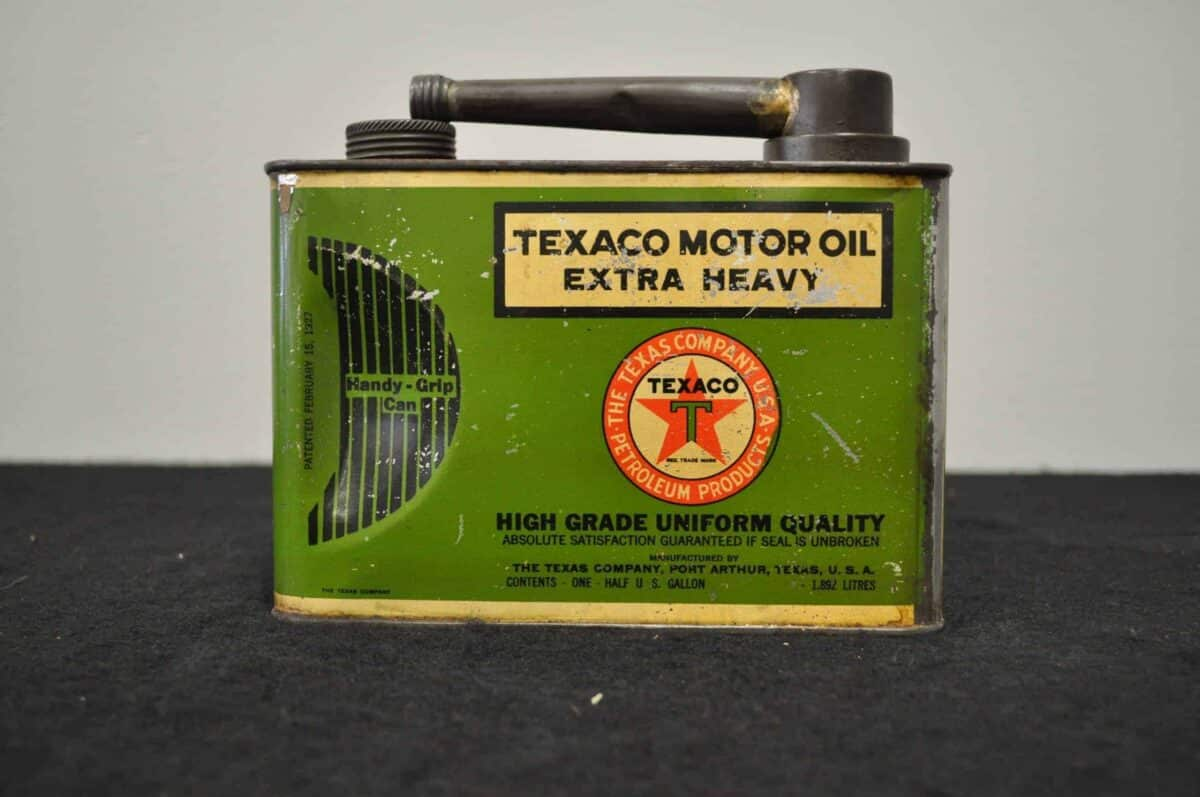 TEXACO MOTOR OIL
EXTRA HEAVY
PATENTED FEBRUARY 15, 1927
Handy-Grip
Can
THE TEXAS COMPANY U.S.A.
TEXACO
T
REG. TRADE MARK
PETROLEUM PRODUCTS
HIGH GRADE UNIFORM QUALITY
ABSOLUTE SATISFACTION GUARANTEED IF SEAL IS UNBROKEN
MANUFACTURED BY
THE TEXAS COMPANY, PORT ARTHUR, TEXAS, U. S. A.
CONTENTS - ONE - HALF U S. GALLON - 1.892 LITRES
THE TEXAS COMPANY